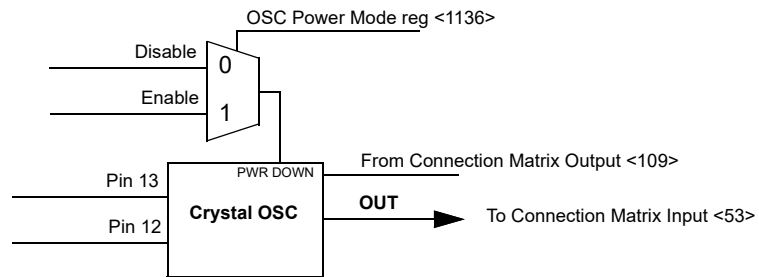 OSC Power Mode reg <1136>
Disable
0
Enable
1
PWR DOWN
From Connection Matrix Output <109>
Pin 13
Crystal OSC
OUT
To Connection Matrix Input <53>
Pin 12